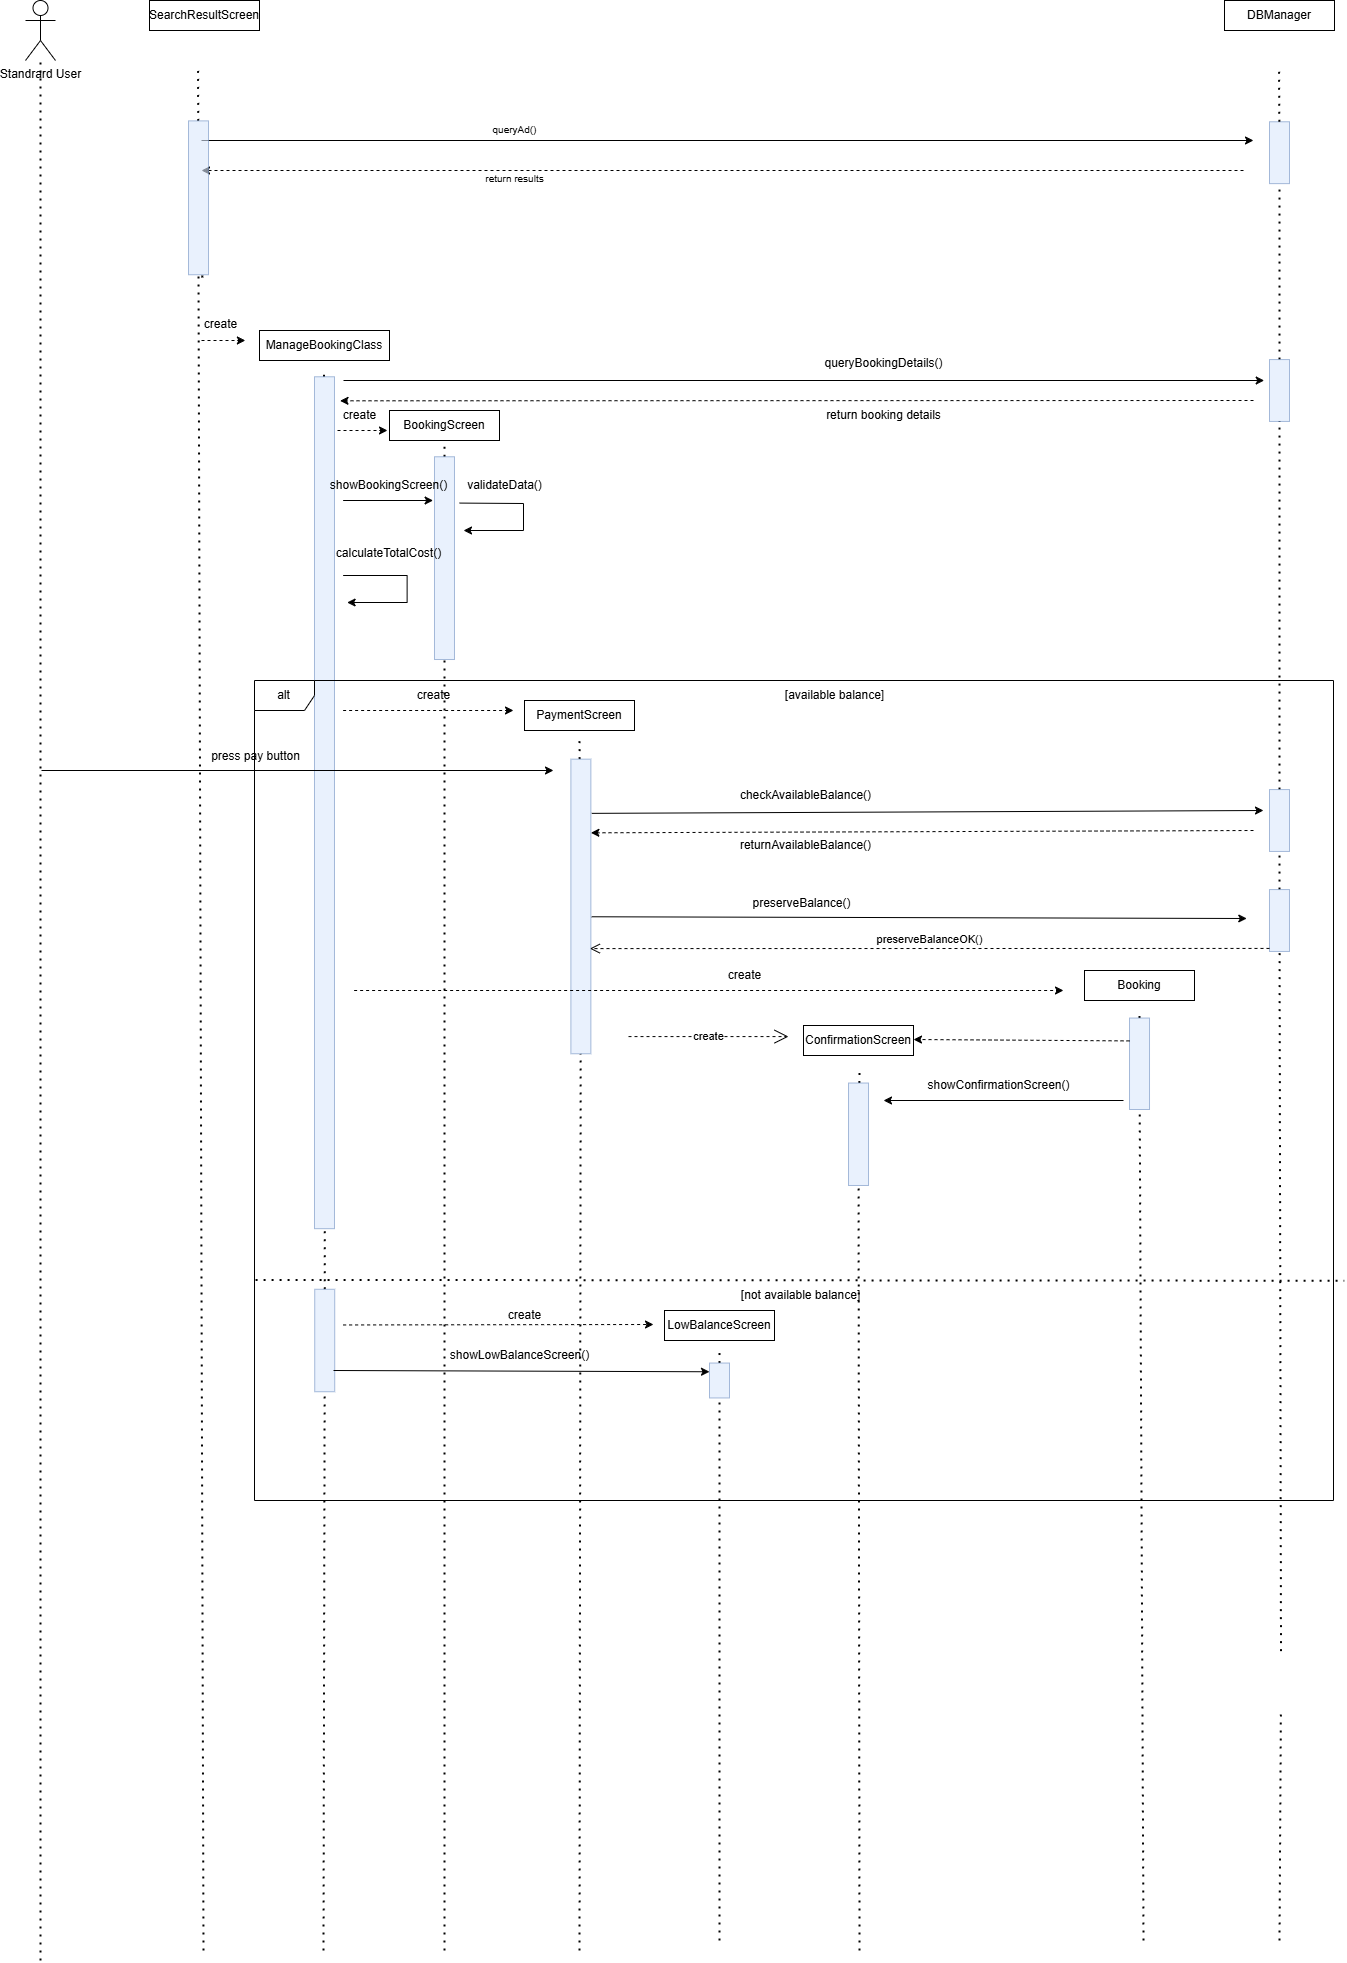 SearchResultScreen
DBManager
Standrard User
queryAd()
return results
create
ManageBookingClass
queryBookingDetails()
return booking details
create
BookingScreen
showBookingScreen()
validateData()
calculateTotalCost()
alt
create
[available balance]
PaymentScreen
press pay button
checkAvailableBalance()
returnAvailableBalance()
preserveBalance()
preserveBalanceOK()
create
Booking
create
ConfirmationScreen
showConfirmationScreen()
[not available balance]
create
LowBalanceScreen
showLowBalanceScreen()